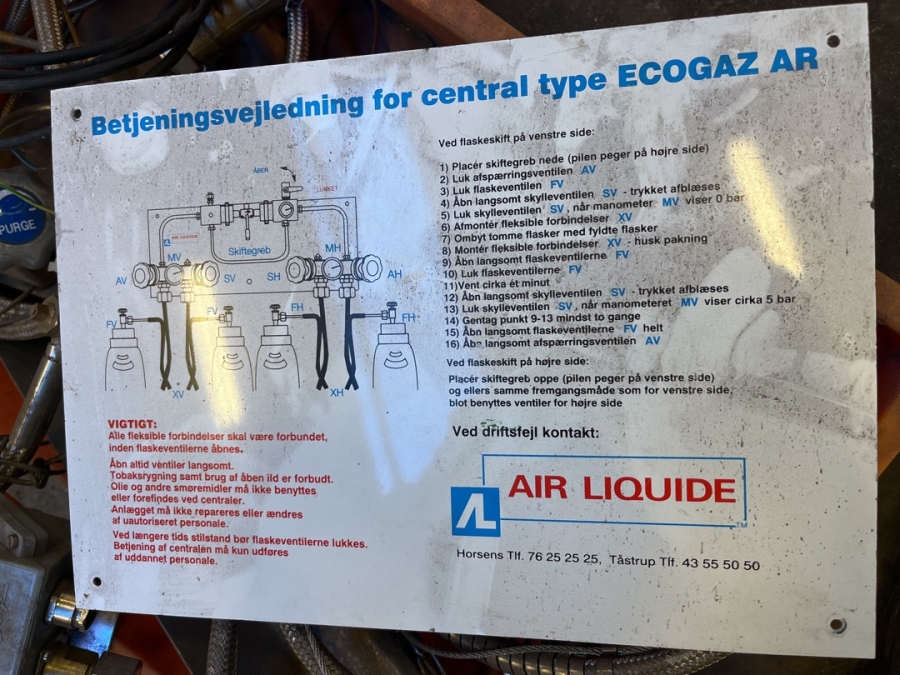 PURGE
Betjeningsvejledning for central type ECOGAZ AR
ÅBEN
LUKKET
AIR LIQUIDE
Skiftegreb
MV
MH
AV
SV
SH
AH
FV
FV
FH
FH
XV
XH
VIGTIGT:
Alle fleksible forbindelser skal være forbundet,
inden flaskeventilerne åbnes.
Åbn altid ventiler langsomt.
Tobaksrygning samt brug af åben ild er forbudt.
Olie og andre smøremidler må ikke benyttes
eller forefindes ved centraler.
Anlægget må ikke repareres eller ændres
af uautoriseret personale.
Ved længere tids stilstand bør flaskeventilerne lukkes.
Betjening af centralen må kun udføres
af uddannet personale.
Ved flaskeskift på venstre side:
1) Placér skiftegreb nede (pilen peger på højre side)
2) Luk afspærringsventilen AV
3) Luk flaskeventilen FV
4) Åbn langsomt skylleventilen SV - trykket afblæses
5) Luk skylleventilen SV, når manometer MV viser 0 bar
6) Afmontér fleksible forbindelser XV
7) Ombyt tomme flasker med fyldte flasker
8) Montér fleksible forbindelser XV - husk pakning
9) Åbn langsomt flaskeventilerne FV
10) Luk flaskeventilerne FV
11)Vent cirka ét minut
12) Åbn langsomt skylleventilen SV - trykket afblæses
13) Luk skylleventilen SV, når manometeret MV viser cirka 5 bar
14) Gentag punkt 9-13 mindst to gange
15) Åbn langsomt flaskeventilerne FV helt
16) Åbn langsomt afspærringsventilen AV
Ved flaskeskift på højre side:
Placér skiftegreb oppe (pilen peger på venstre side)
og ellers samme fremgangsmåde som for venstre side,
blot benyttes ventiler for højre side
Ved driftsfejl kontakt:
AL AIR LIQUIDE
TM
Horsens Tlf. 76 25 25 25, Tåstrup Tlf. 43 55 50 50